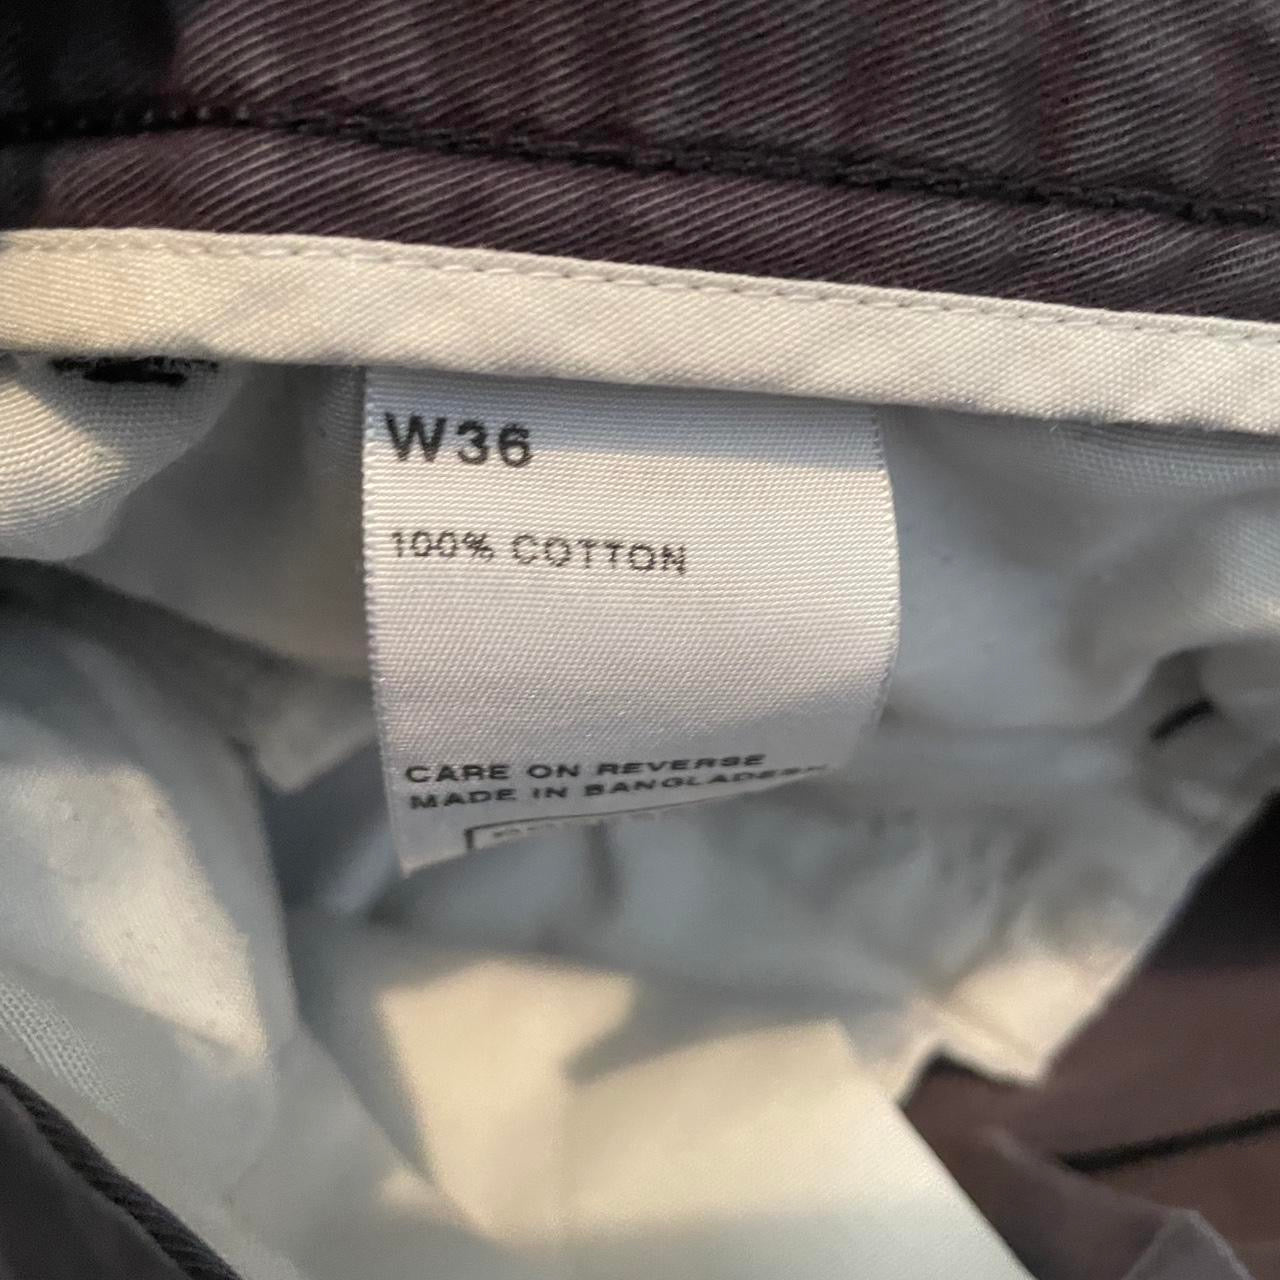 W36
100% COTTON
CARE ON REVERSE
MADE IN BANGLADESH